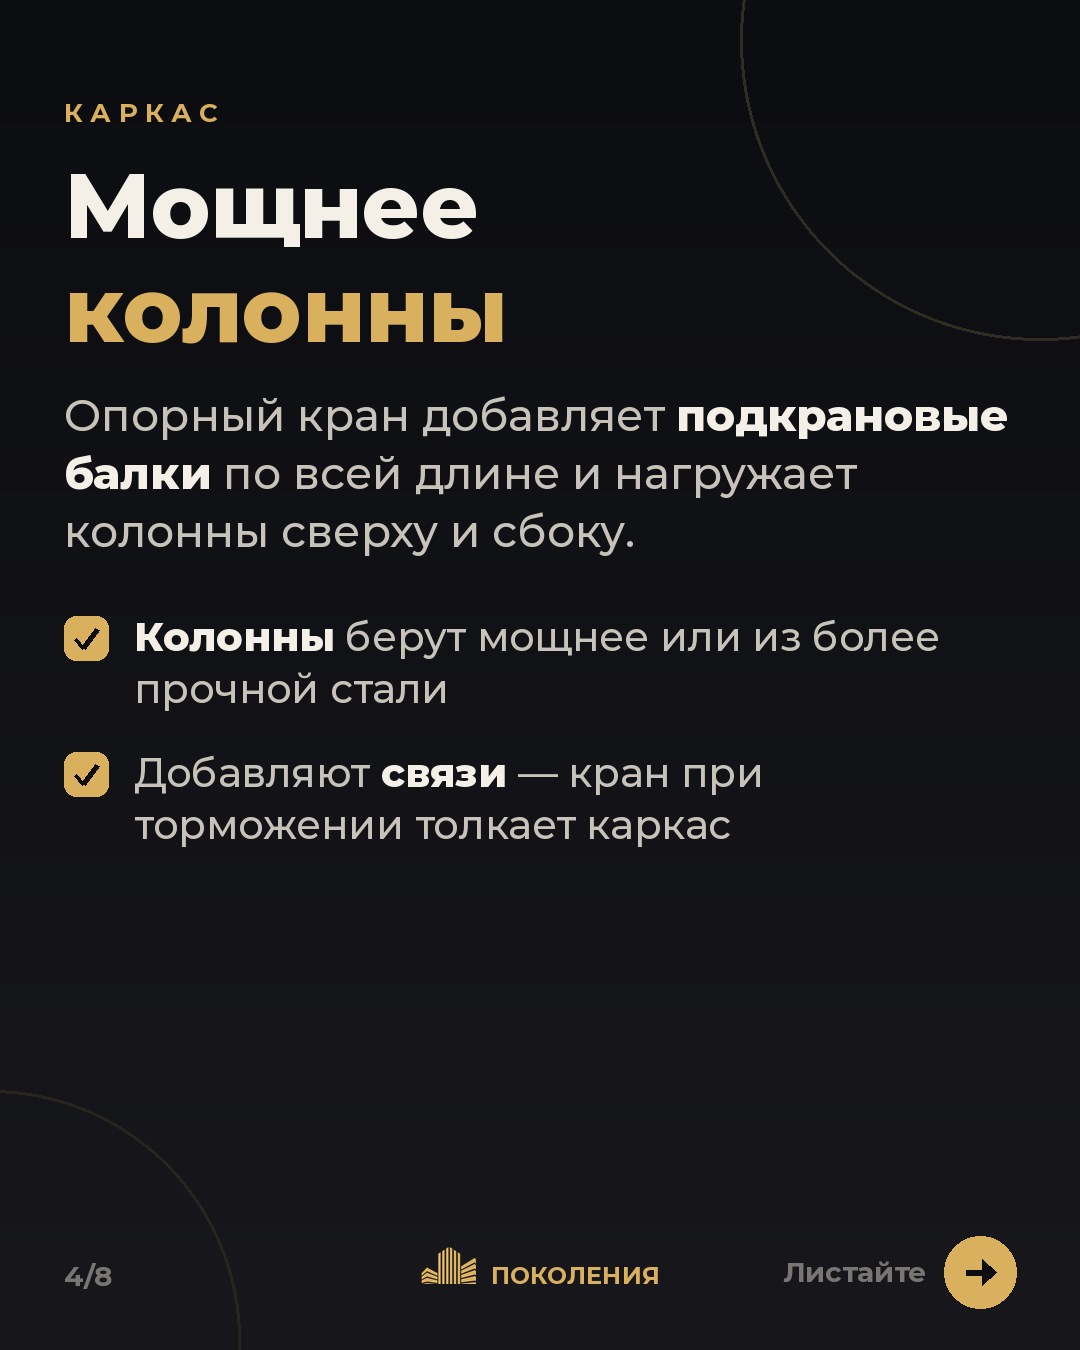 КАРКАС
Мощнее
колонны
Опорный кран добавляет подкрановые
балки по всей длине и нагружает
колонны сверху и сбоку.
Колонны берут мощнее или из более
прочной стали
Добавляют связи — кран при
торможении толкает каркас
4/8
ПОКОЛЕНИЯ
Листайте